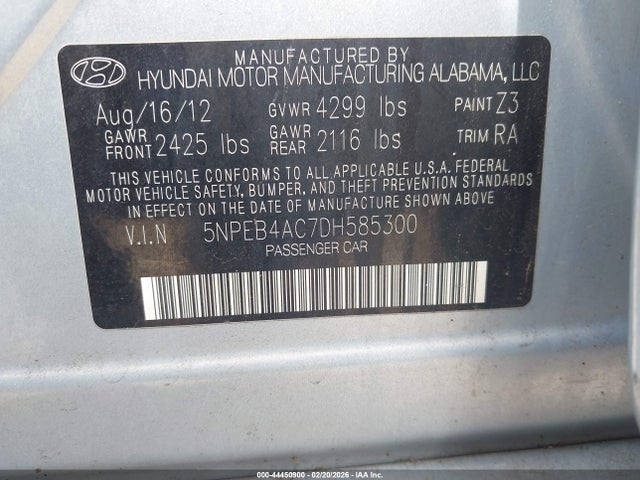 MANUFACTURED BY
HYUNDAI MOTOR MANUFACTURING ALABAMA, LLC
Aug/16/12 GVWR 4299 lbs PAINT Z3
GAWR FRONT 2425 lbs GAWR REAR 2116 lbs TRIM RA
THIS VEHICLE CONFORMS TO ALL APPLICABLE U.S.A. FEDERAL
MOTOR VEHICLE SAFETY, BUMPER, AND THEFT PREVENTION STANDARDS
IN EFFECT ON THE DATE OF MANUFACTURE SHOWN ABOVE.
V.I.N 5NPEB4AC7DH585300
PASSENGER CAR
000-44450900 - 02/20/2026 - IAA Inc.